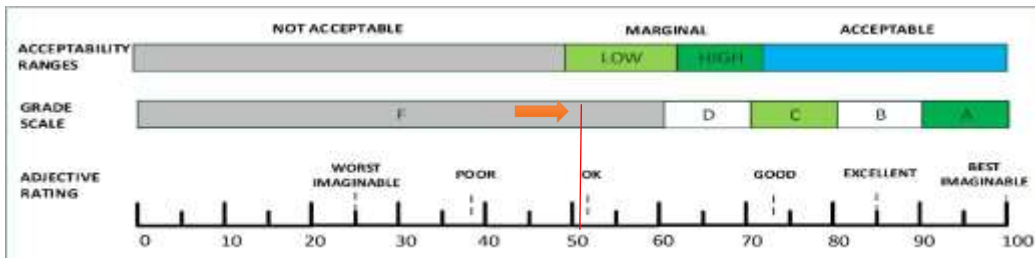 NOT ACCEPTABLE MARGINAL ACCEPTABLE
ACCEPTABILITY
RANGES
LOW HIGH
GRADE
SCALE
F D C B A
ADJECTIVE
RATING
WORST
IMAGINABLE
POOR OK GOOD EXCELLENT
BEST
IMAGINABLE
0 10 20 30 40 50 60 70 80 90 100